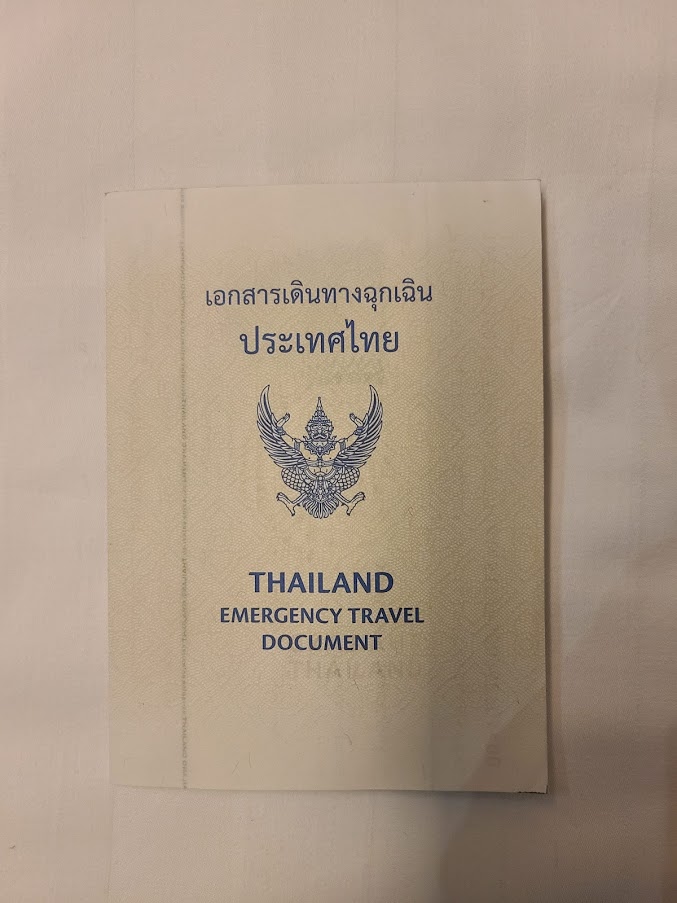 เอกสารเดินทางฉุกเฉิน
ประเทศไทย
THAILAND
EMERGENCY TRAVEL
DOCUMENT
THAILAND